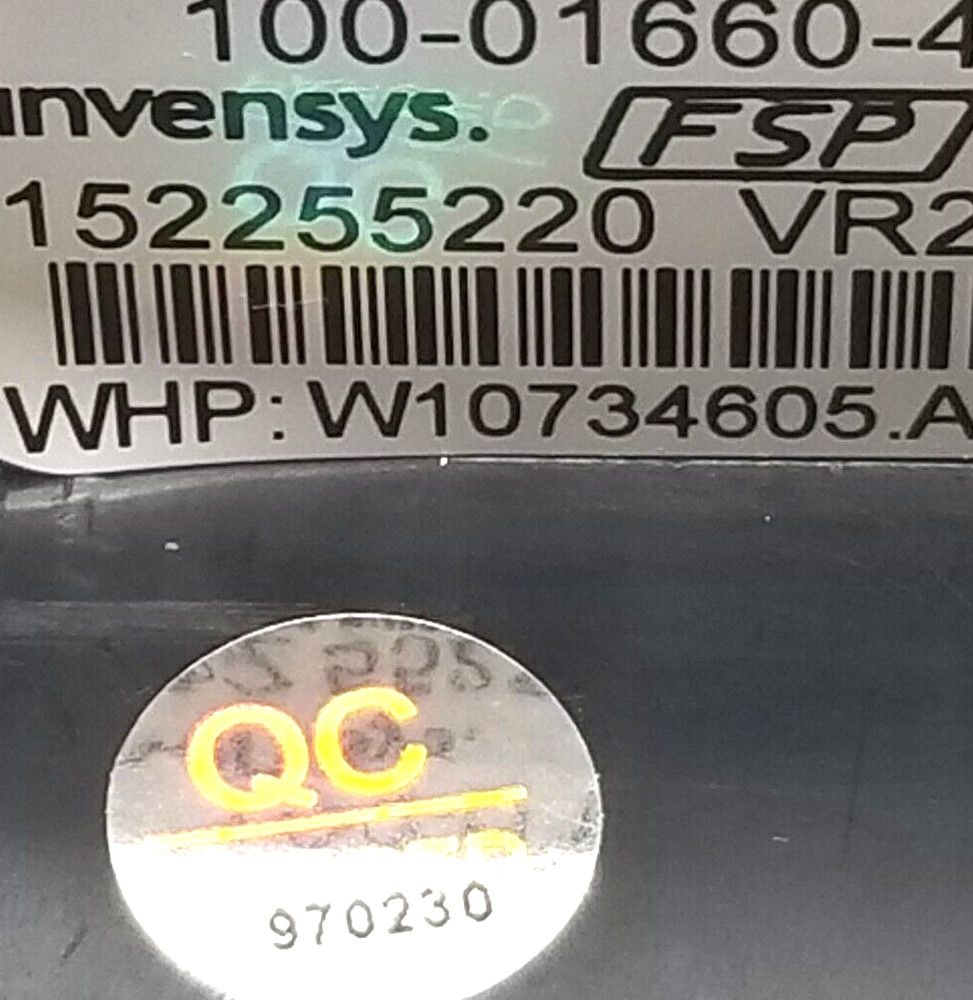 100-01660-4
invensys. FSP
152255220 VR2
WHP: W10734605.A
QC
970230